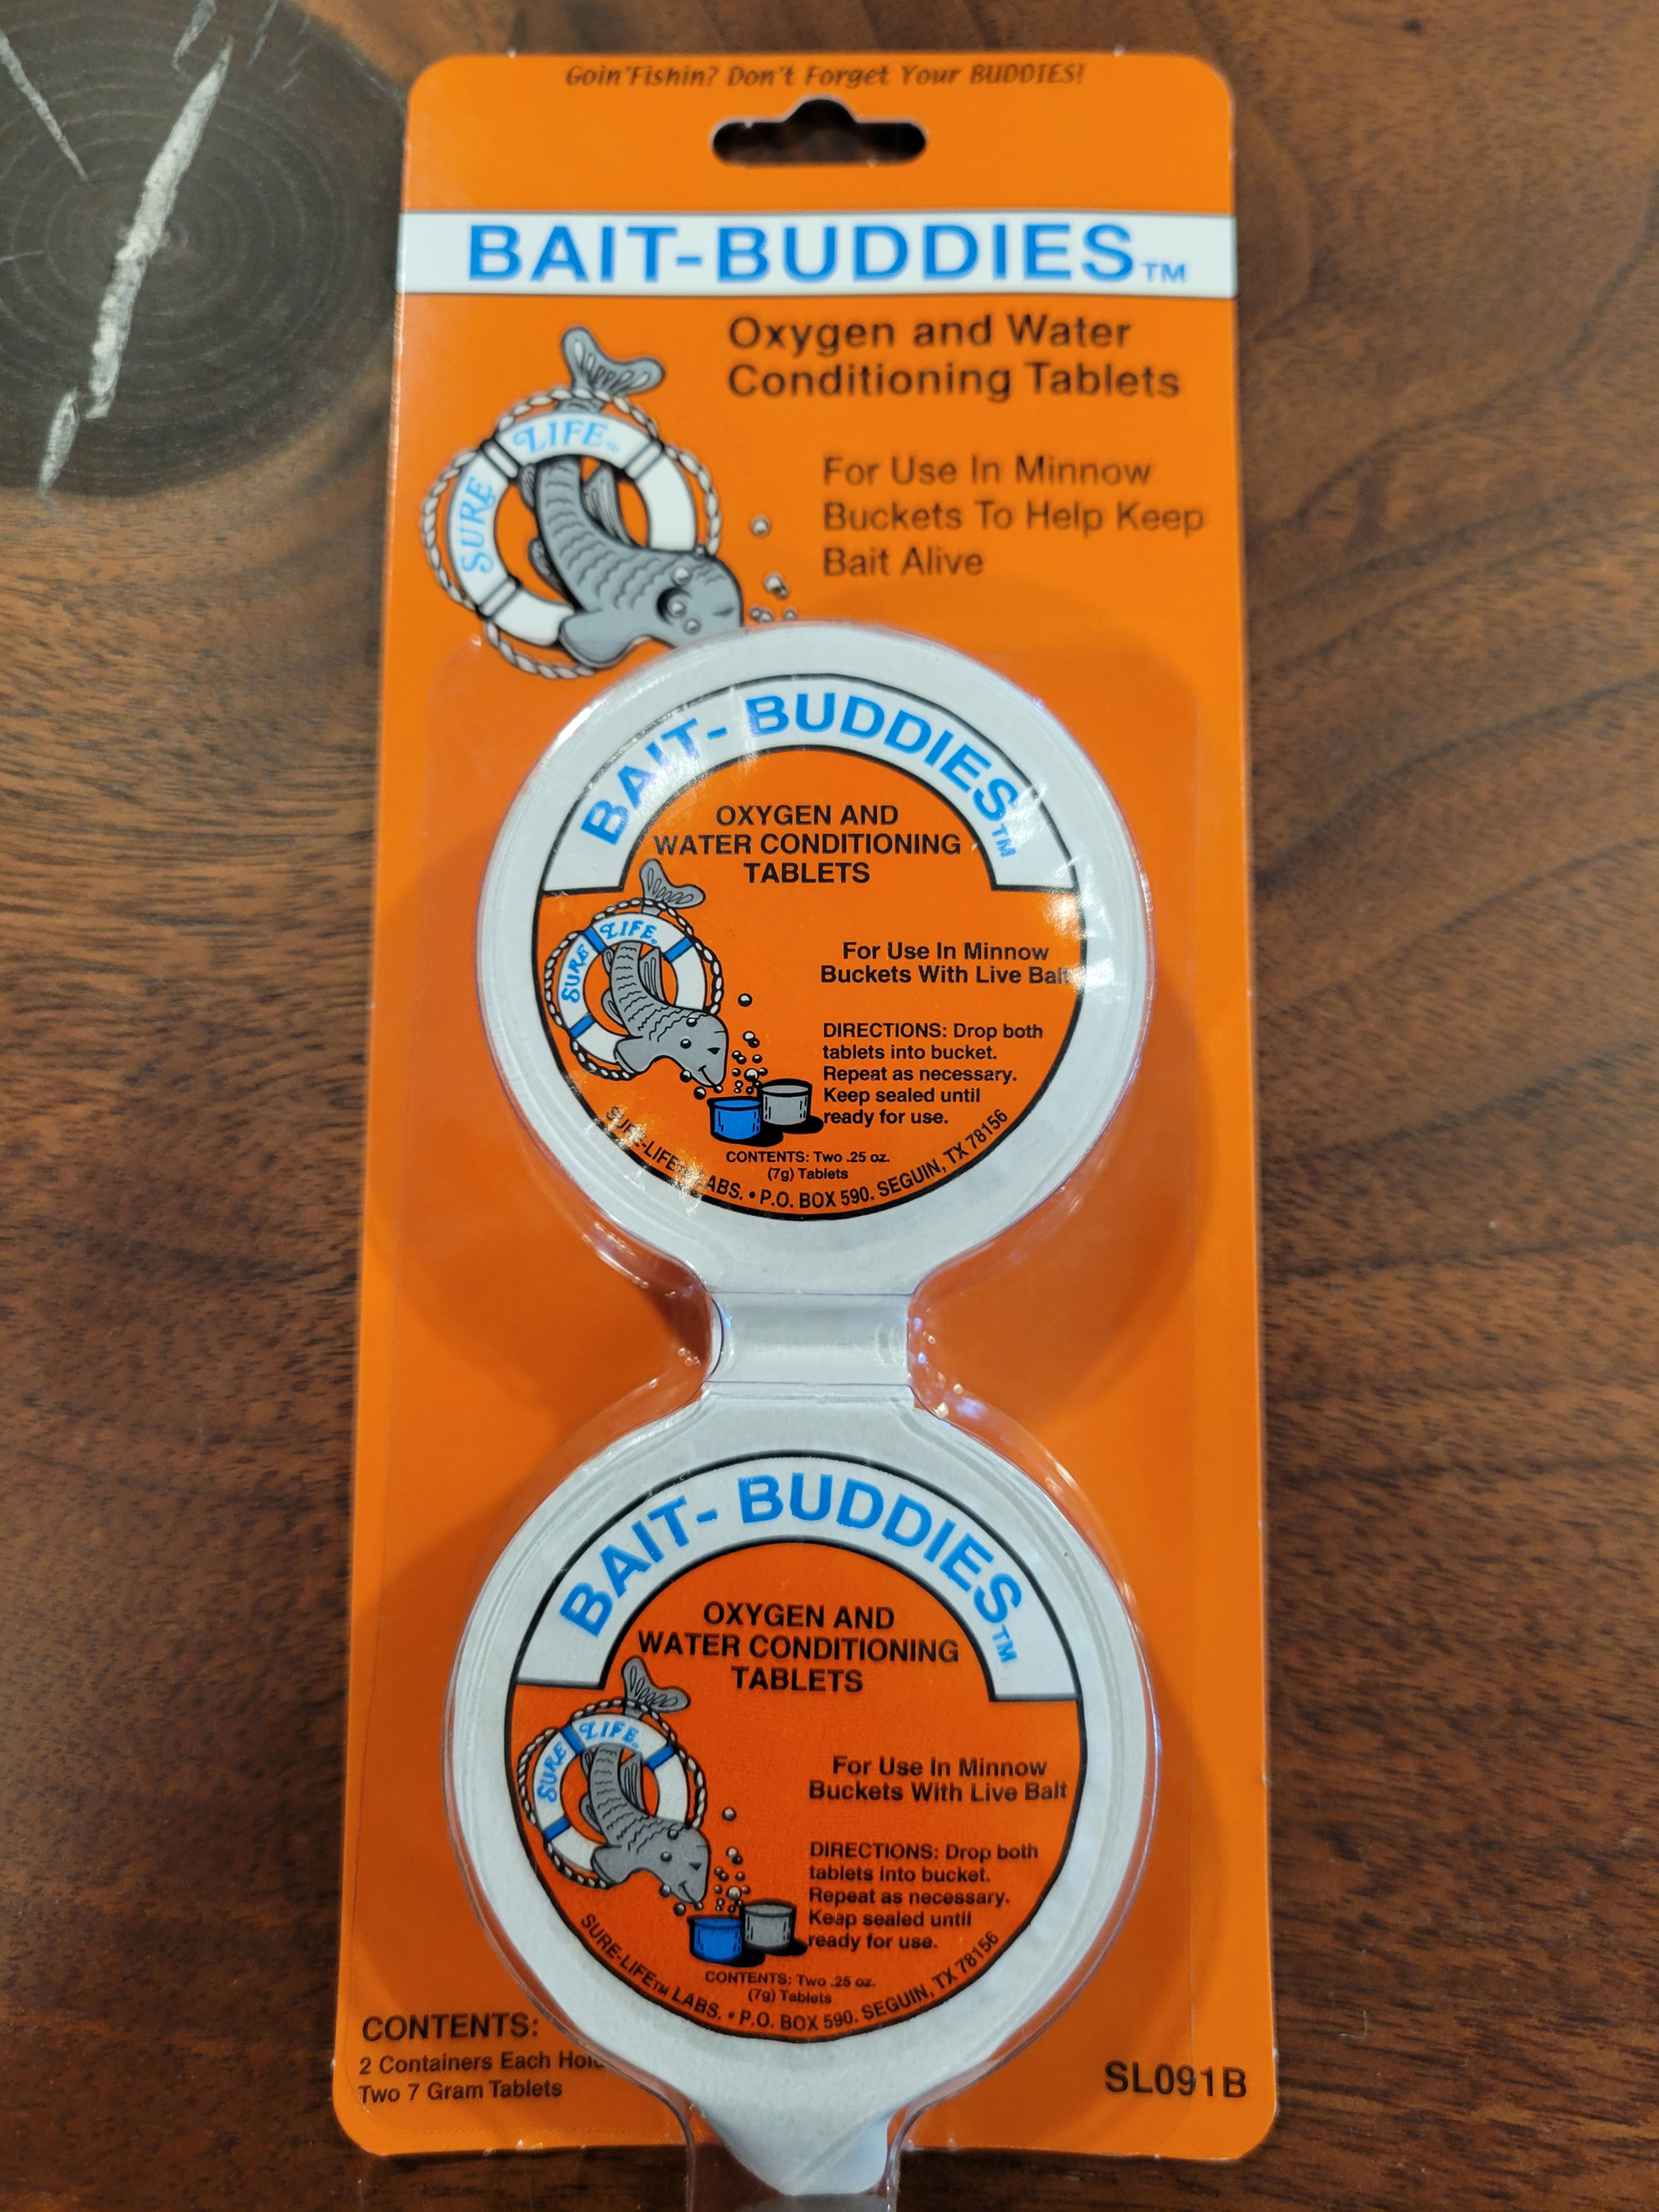 Goin'Fishin? Don't Forget Your BUDDIES!
BAIT-BUDDIES™
Oxygen and Water
Conditioning Tablets
SURE LIFE™
For Use In Minnow
Buckets To Help Keep
Bait Alive
BAIT- BUDDIES™
OXYGEN AND
WATER CONDITIONING
TABLETS
SURE LIFE
For Use In Minnow
Buckets With Live Bait
DIRECTIONS: Drop both
tablets into bucket.
Repeat as necessary.
Keep sealed until
ready for use.
CONTENTS: Two .25 oz.
(7g) Tablets
SURE-LIFE™ LABS. • P.O. BOX 590. SEGUIN, TX 78156
BAIT- BUDDIES™
OXYGEN AND
WATER CONDITIONING
TABLETS
SURE LIFE
For Use In Minnow
Buckets With Live Bait
DIRECTIONS: Drop both
tablets into bucket.
Repeat as necessary.
Keep sealed until
ready for use.
CONTENTS: Two .25 oz.
(7g) Tablets
SURE-LIFE™ LABS. • P.O. BOX 590. SEGUIN, TX 78156
CONTENTS:
2 Containers Each
Two 7 Gram Tablets
SL091B